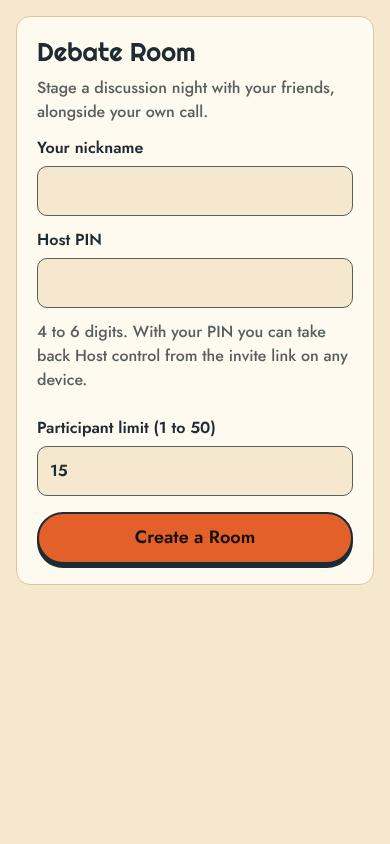 Debate Room
Stage a discussion night with your friends,
alongside your own call.
Your nickname
Host PIN
4 to 6 digits. With your PIN you can take
back Host control from the invite link on any
device.
Participant limit (1 to 50)
15
Create a Room